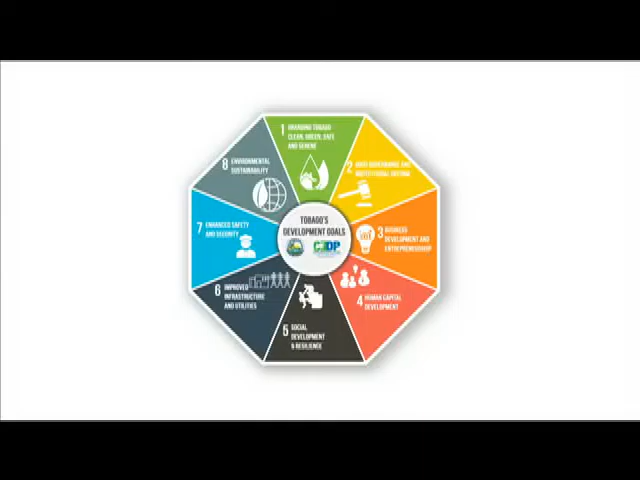 TOBAGO'S
DEVELOPMENT GOALS
1 BRANDING TOBAGO
CLEAN, GREEN, SAFE
AND SERENE
2 GOOD GOVERNANCE AND
INSTITUTIONAL REFORM
3 BUSINESS
DEVELOPMENT AND
ENTREPRENEURSHIP
4 HUMAN CAPITAL
DEVELOPMENT
5 SOCIAL
DEVELOPMENT
& RESILIENCE
6 IMPROVED
INFRASTRUCTURE
AND UTILITIES
7 ENHANCED SAFETY
AND SECURITY
8 ENVIRONMENTAL
SUSTAINABILITY